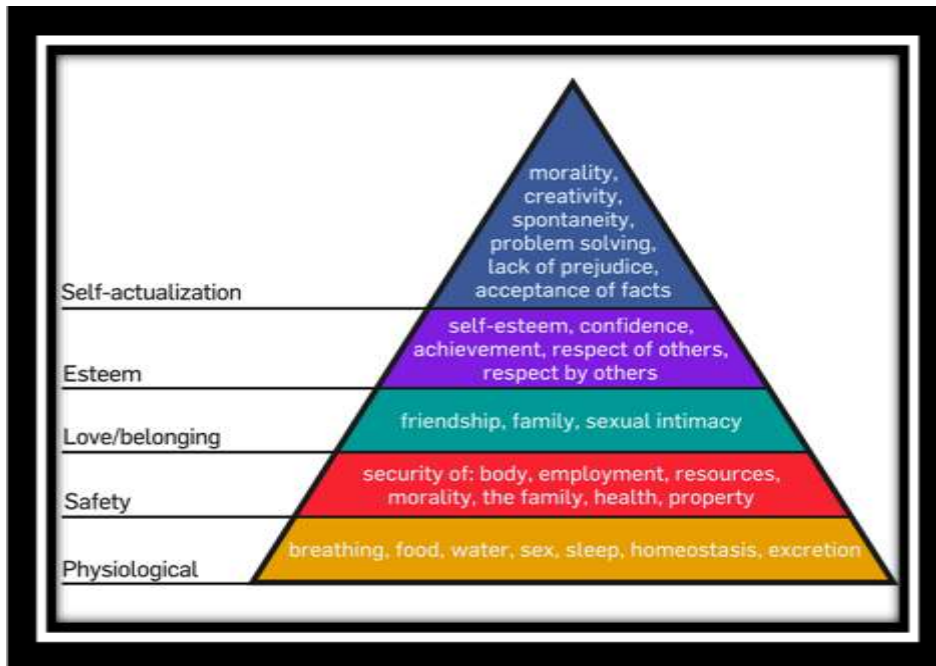 morality,
creativity,
spontaneity,
problem solving,
lack of prejudice,
acceptance of facts
Self-actualization
self-esteem, confidence,
achievement, respect of others,
respect by others
Esteem
friendship, family, sexual intimacy
Love/belonging
security of: body, employment, resources,
morality, the family, health, property
Safety
breathing, food, water, sex, sleep, homeostasis, excretion
Physiological